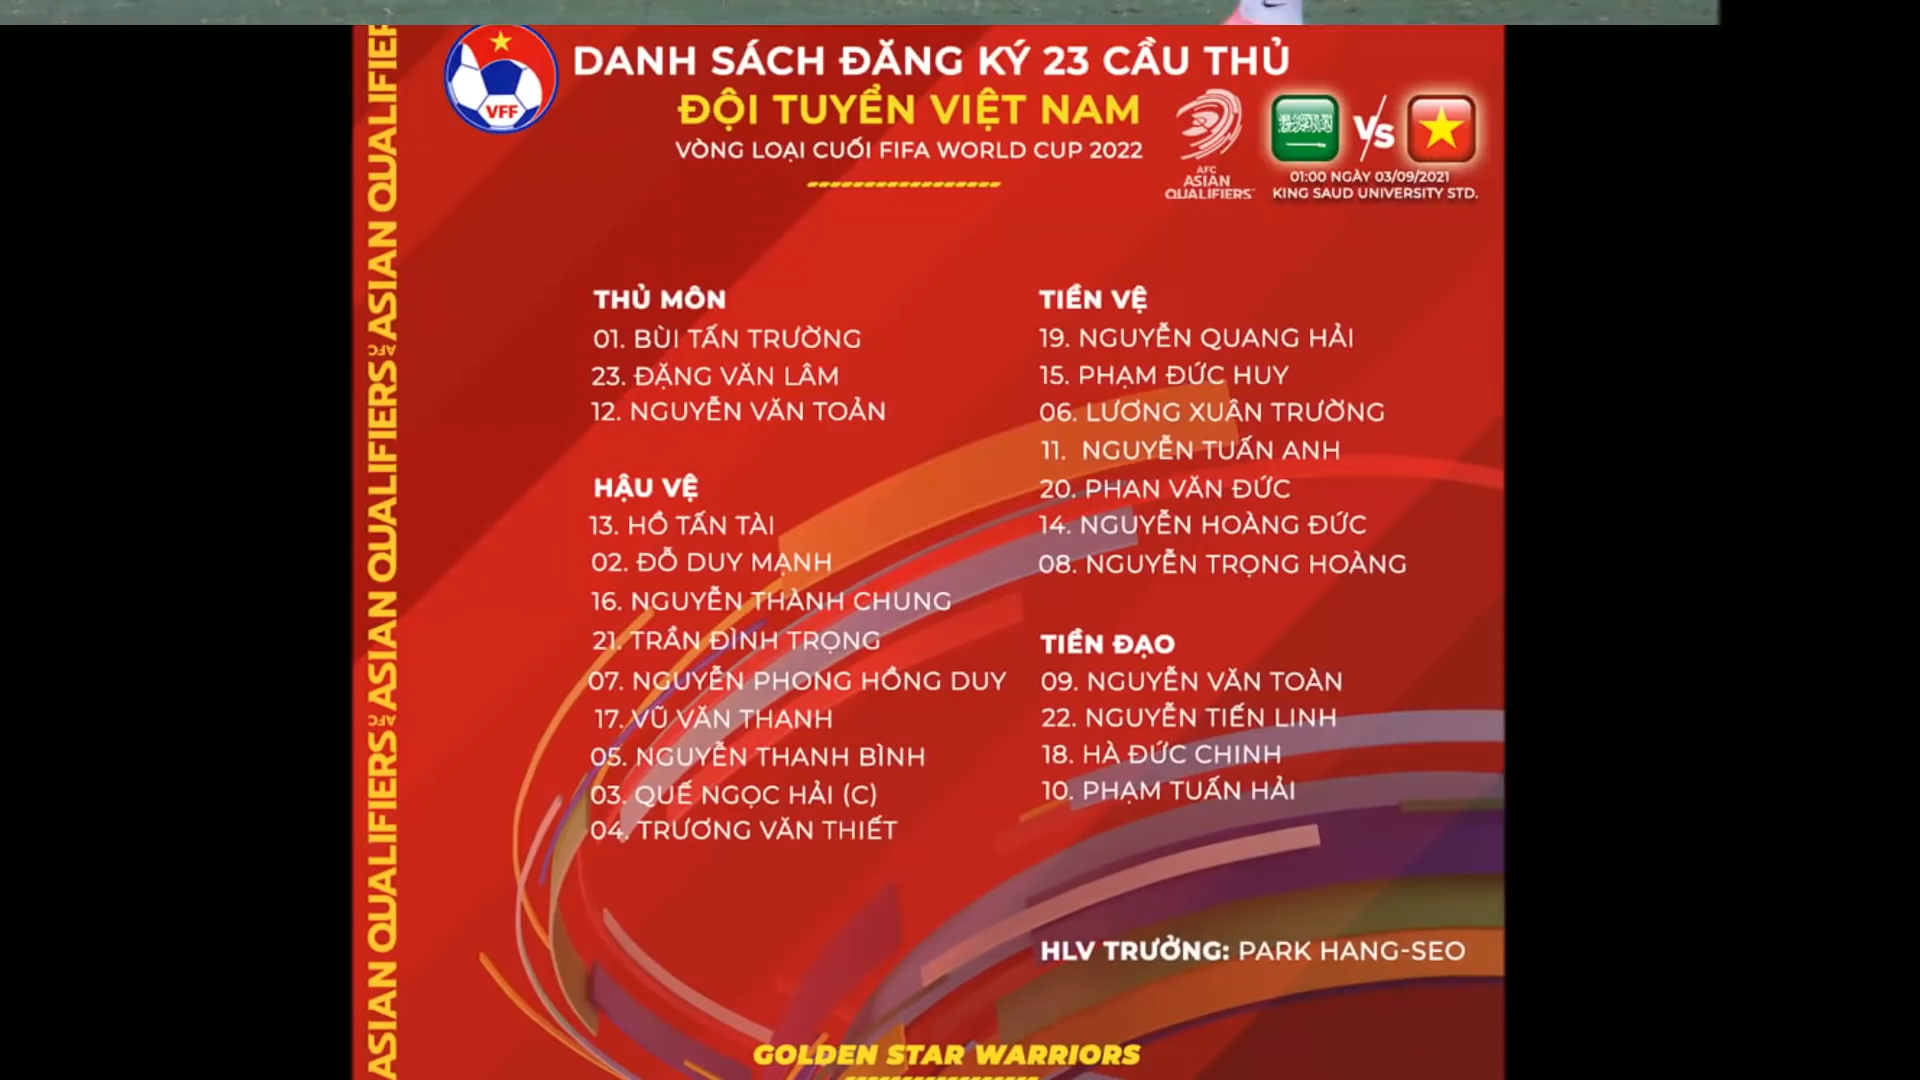 DANH SÁCH ĐĂNG KÝ 23 CẦU THỦ
ĐỘI TUYỂN VIỆT NAM
VÒNG LOẠI CUỐI FIFA WORLD CUP 2022
VFF
AFC
ASIAN
QUALIFIERS
VS
01:00 NGÀY 03/09/2021
KING SAUD UNIVERSITY STD.
THỦ MÔN
01. BÙI TẤN TRƯỜNG
23. ĐẶNG VĂN LÂM
12. NGUYỄN VĂN TOẢN
HẬU VỆ
13. HỒ TẤN TÀI
02. ĐỖ DUY MẠNH
16. NGUYỄN THÀNH CHUNG
21. TRẦN ĐÌNH TRỌNG
07. NGUYỄN PHONG HỒNG DUY
17. VŨ VĂN THANH
05. NGUYỄN THANH BÌNH
03. QUẾ NGỌC HẢI (C)
04. TRƯƠNG VĂN THIẾT
TIỀN VỆ
19. NGUYỄN QUANG HẢI
15. PHẠM ĐỨC HUY
06. LƯƠNG XUÂN TRƯỜNG
11. NGUYỄN TUẤN ANH
20. PHAN VĂN ĐỨC
14. NGUYỄN HOÀNG ĐỨC
08. NGUYỄN TRỌNG HOÀNG
TIỀN ĐẠO
09. NGUYỄN VĂN TOÀN
22. NGUYỄN TIẾN LINH
18. HÀ ĐỨC CHINH
10. PHẠM TUẤN HẢI
HLV TRƯỞNG: PARK HANG-SEO
GOLDEN STAR WARRIORS
ASIAN QUALIFIERS AFC ASIAN QUALIFIERS AFC ASIAN QUALIFIERS